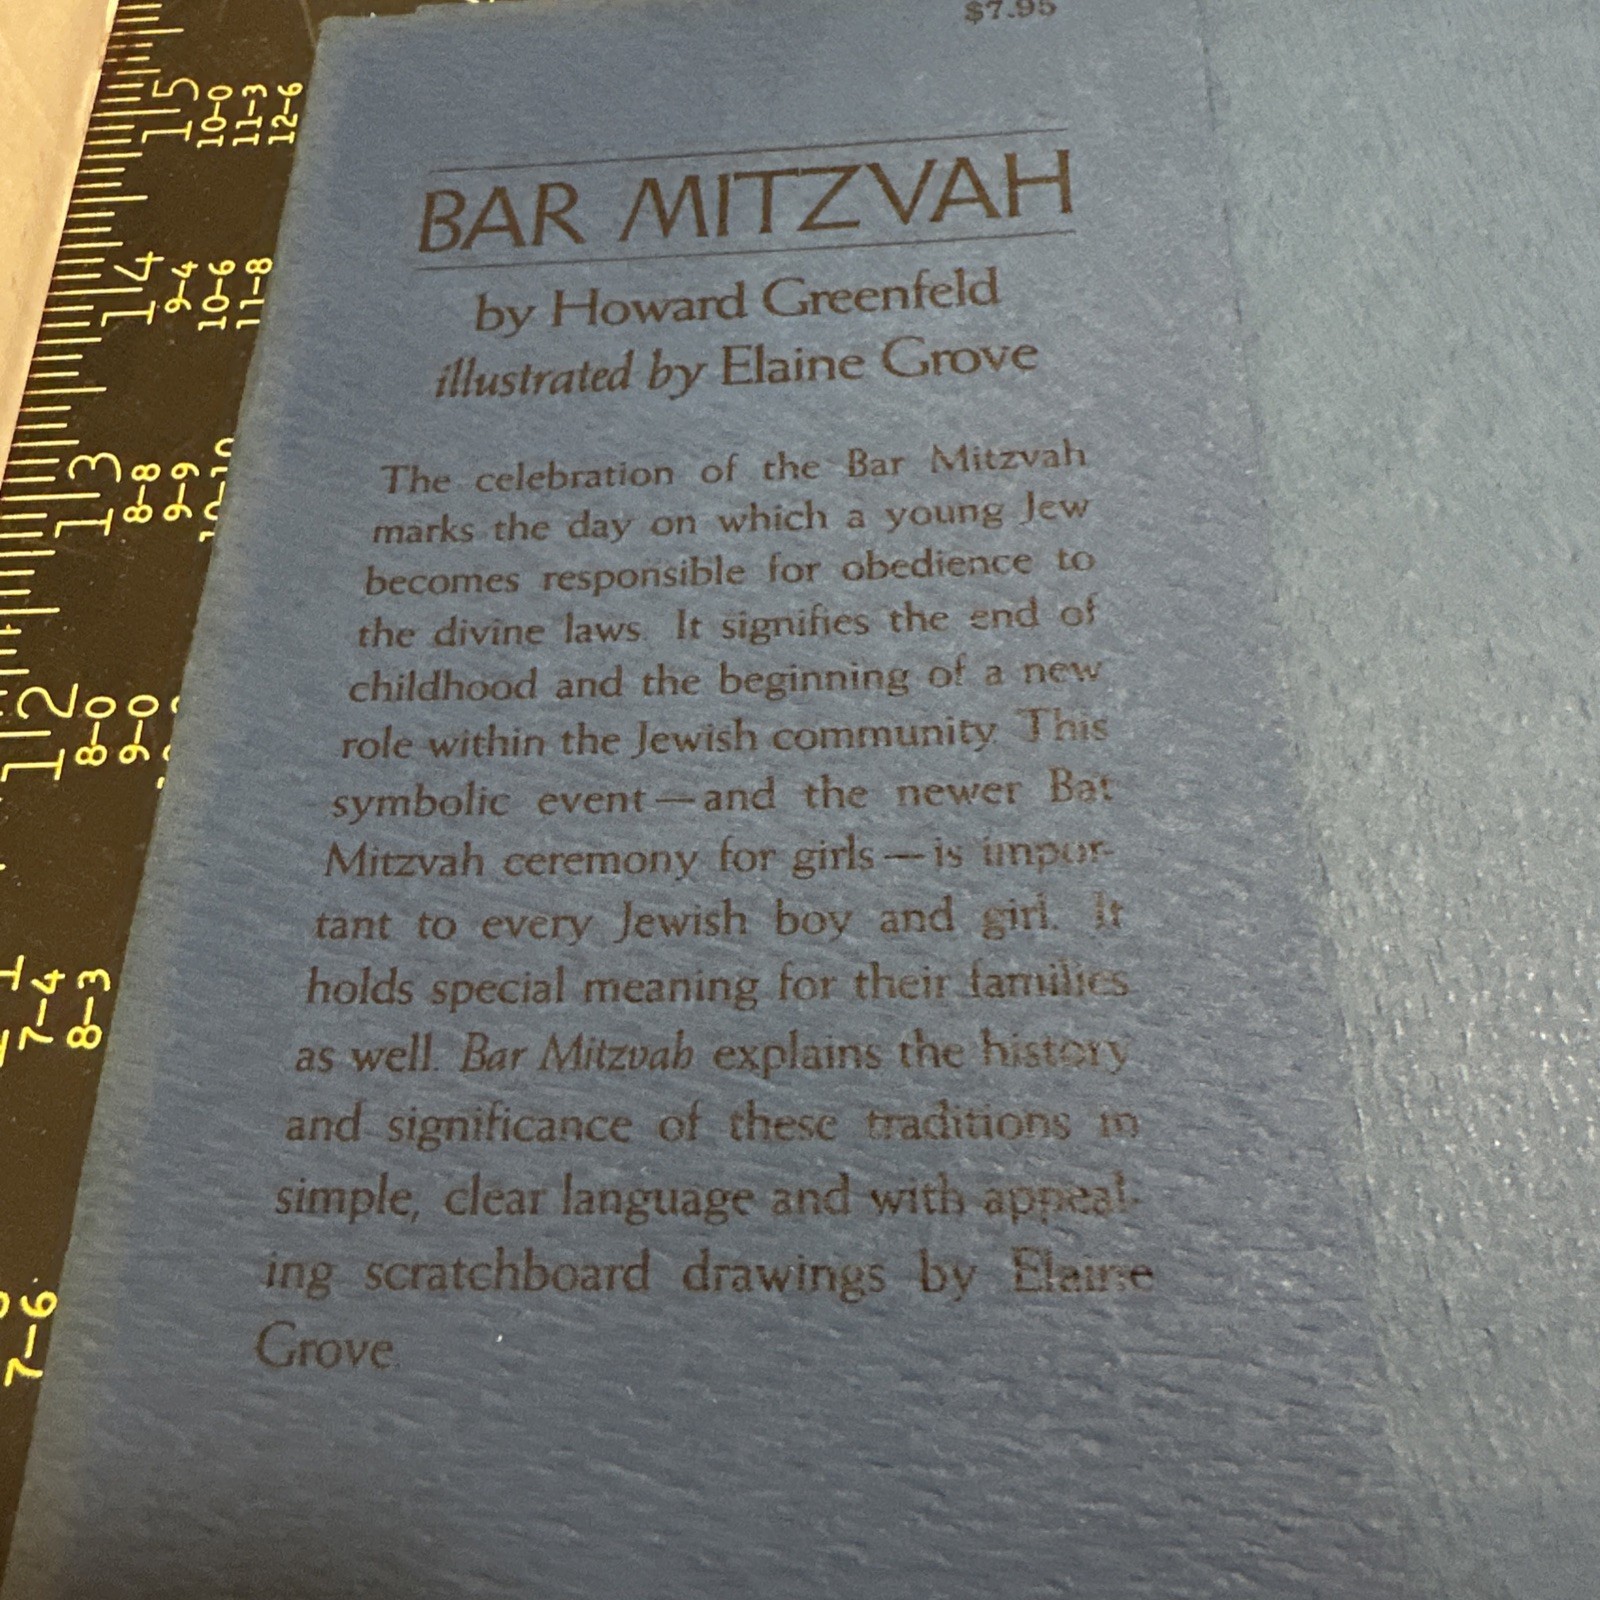 $7.95
BAR MITZVAH
by Howard Greenfeld
illustrated by Elaine Grove
The celebration of the Bar Mitzvah
marks the day on which a young Jew
becomes responsible for obedience to
the divine laws. It signifies the end of
childhood and the beginning of a new
role within the Jewish community. This
symbolic event—and the newer Bat
Mitzvah ceremony for girls—is impor-
tant to every Jewish boy and girl. It
holds special meaning for their families
as well. Bar Mitzvah explains the history
and significance of these traditions in
simple, clear language and with appeal-
ing scratchboard drawings by Elaine
Grove.
15
10-0
11-3
12-6
14
9-4
10-6
11-8
13
8-8
9-9
10-10
12
8-0
9-0
7-4
8-3
7-6